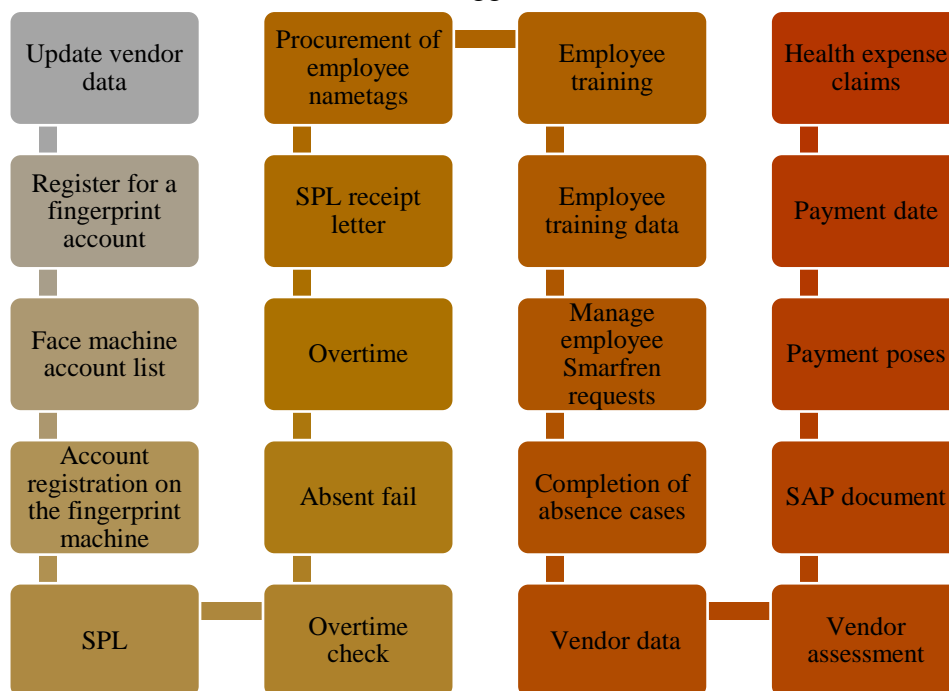 Update vendor
data
Register for a
fingerprint
account
Face machine
account list
Account
registration on
the fingerprint
machine
SPL
Overtime
check
Absent fail
Overtime
SPL receipt
letter
Procurement of
employee
nametags
Employee
training
Employee
training data
Manage
employee
Smarfren
requests
Completion of
absence cases
Vendor data
Vendor
assessment
SAP document
Payment poses
Payment date
Health expense
claims